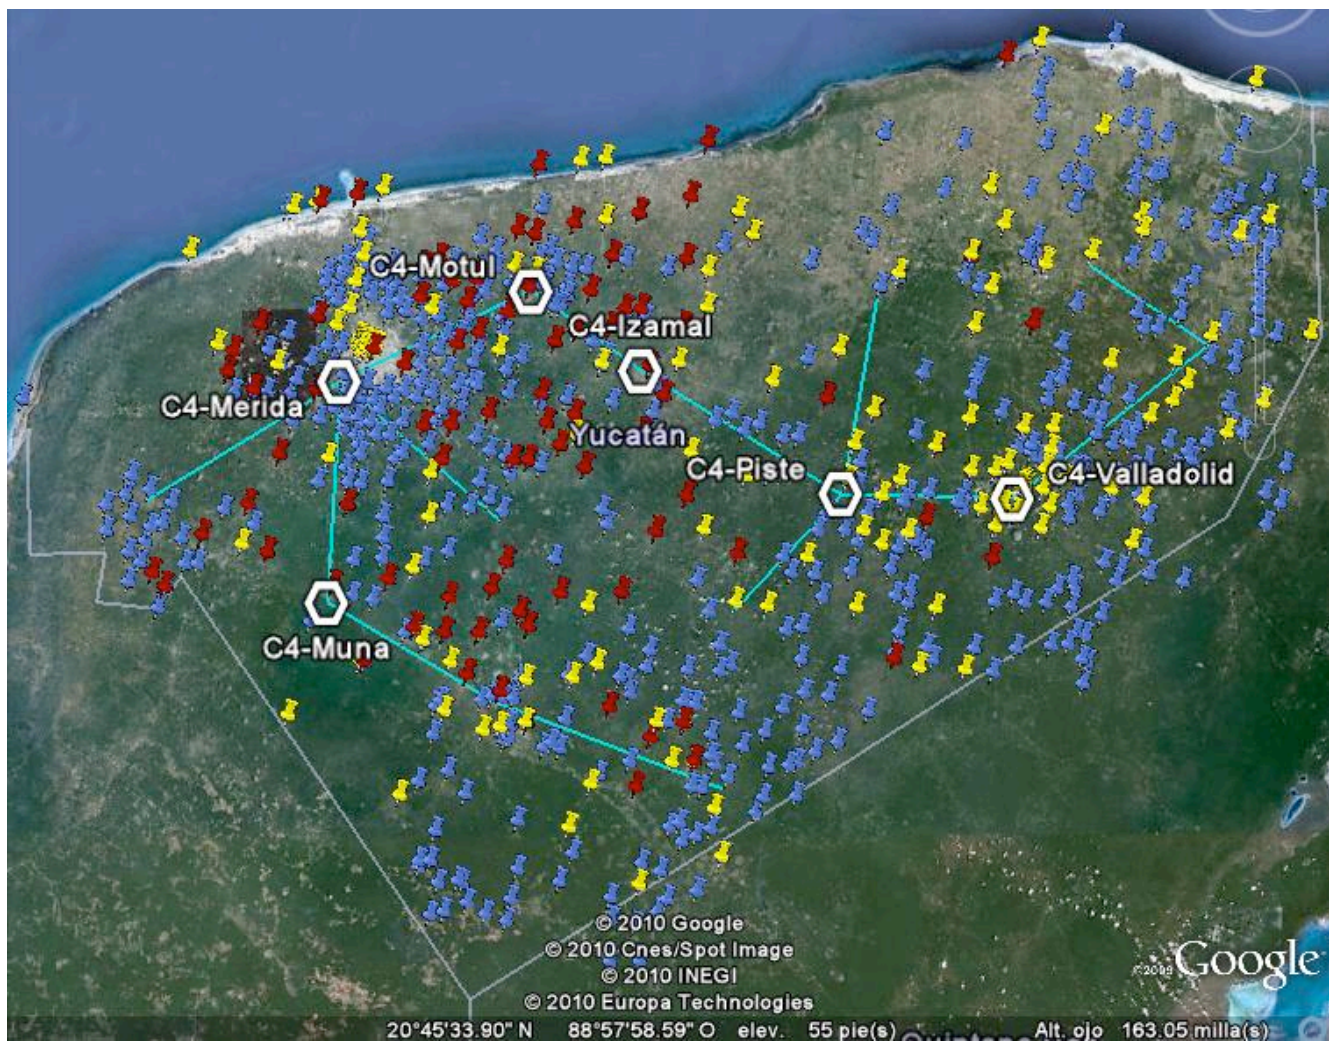 C4-Motul
C4-Izamal
C4-Merida
Yucatán
C4-Piste
C4-Valladolid
C4-Muna
© 2010 Google
© 2010 Cnes/Spot Image
© 2010 INEGI
© 2010 Europa Technologies
©2009 Google
20°45'33.90" N 88°57'58.59" O elev. 55 pie(s) Alt. ojo 163.05 milla(s)